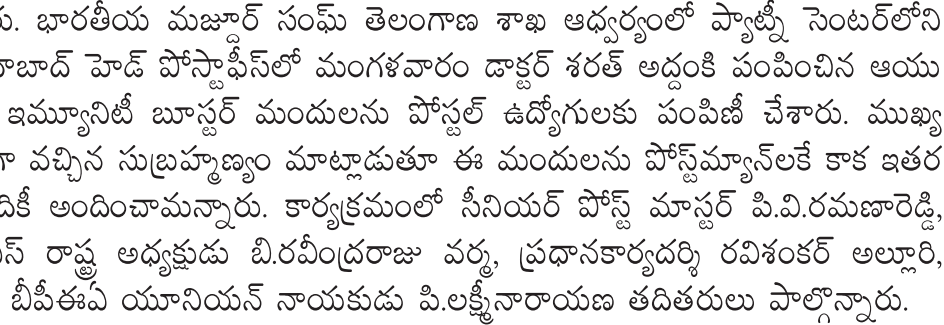 రు. భారతీయ మజ్దూర్ సంఘ్ తెలంగాణ శాఖ ఆధ్వర్యంలో ప్యాట్నీ సెంటర్‌లోని
హెడ్ పోస్టాఫీస్‌లో మంగళవారం డాక్టర్ శరత్ అద్దంకి పంపించిన ఆయు
ఇమ్యూనిటీ బూస్టర్ మందులను పోస్టల్ ఉద్యోగులకు పంపిణీ చేశారు. ముఖ్య
వచ్చిన సుబ్రహ్మణ్యం మాట్లాడుతూ ఈ మందులను పోస్ట్‌మ్యాన్‌లకే కాక ఇతర
అందించామన్నారు. కార్యక్రమంలో సీనియర్ పోస్ట్ మాస్టర్ పి.వి.రమణారెడ్డి,
రాష్ట్ర అధ్యక్షుడు బి.రవీంద్రరాజు వర్మ, ప్రధానకార్యదర్శి రవిశంకర్ అల్లూరి,
బీపీఈఏ యూనియన్ నాయకుడు పి.లక్ష్మీనారాయణ తదితరులు పాల్గొన్నారు.